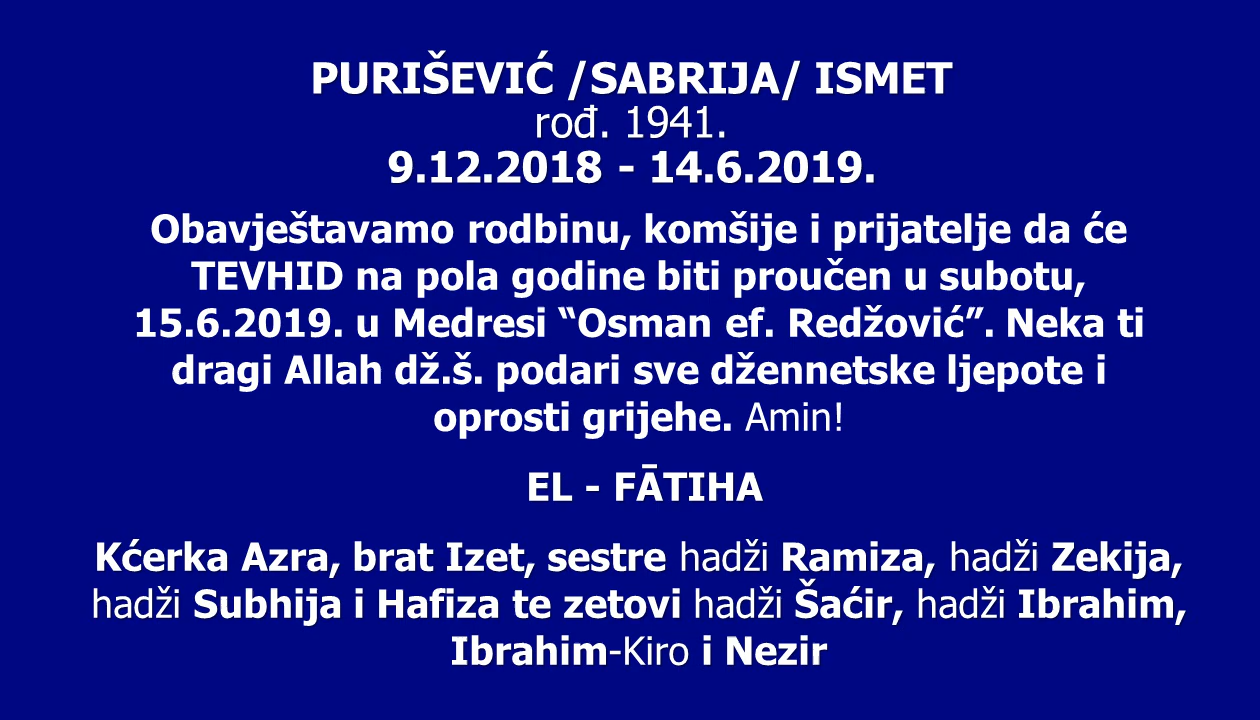 PURIŠEVIĆ /SABRIJA/ ISMET
rođ. 1941.
9.12.2018 - 14.6.2019.
Obavještavamo rodbinu, komšije i prijatelje da će
TEVHID na pola godine biti proučen u subotu,
15.6.2019. u Medresi “Osman ef. Redžović”. Neka ti
dragi Allah dž.š. podari sve džennetske ljepote i
oprosti grijehe. Amin!
EL - FĀTIHA
Kćerka Azra, brat Izet, sestre hadži Ramiza, hadži Zekija,
hadži Subhija i Hafiza te zetovi hadži Šaćir, hadži Ibrahim,
Ibrahim-Kiro i Nezir